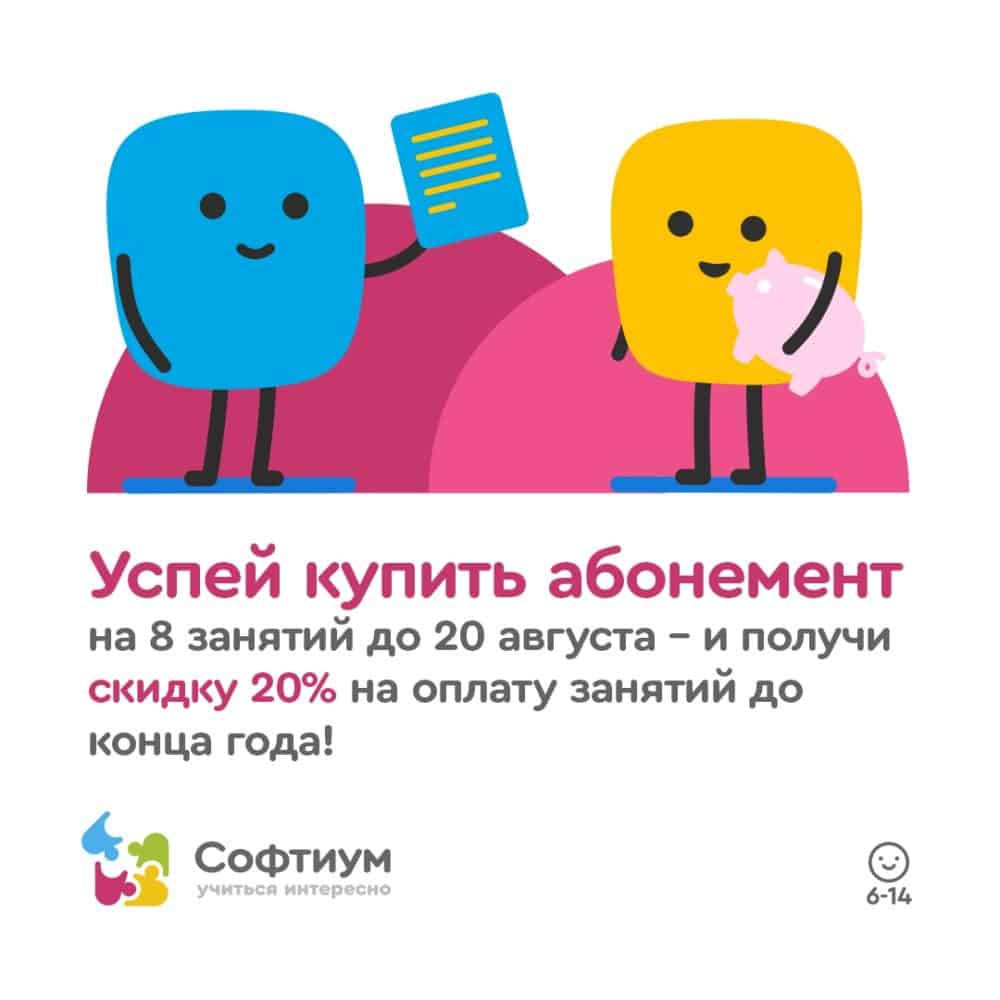 Успей купить абонемент
на 8 занятий до 20 августа – и получи
скидку 20% на оплату занятий до
конца года!
Софтиум
учиться интересно
6-14